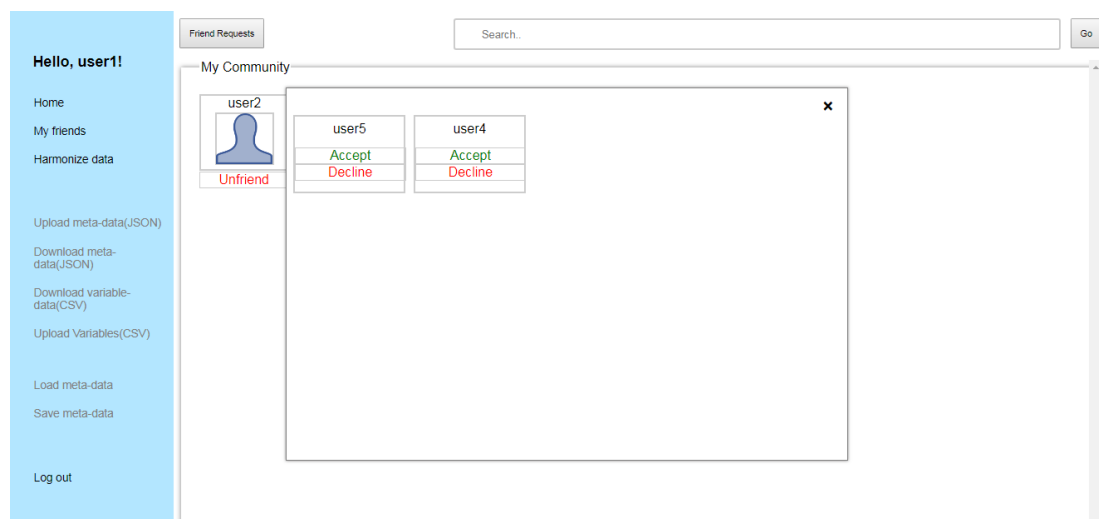 Hello, user1!
Home
My friends
Harmonize data
Upload meta-data(JSON)
Download meta-
data(JSON)
Download variable-
data(CSV)
Upload Variables(CSV)
Load meta-data
Save meta-data
Log out
Friend Requests
Search..
Go
My Community
user2
Unfriend
×
user5
Accept
Decline
user4
Accept
Decline